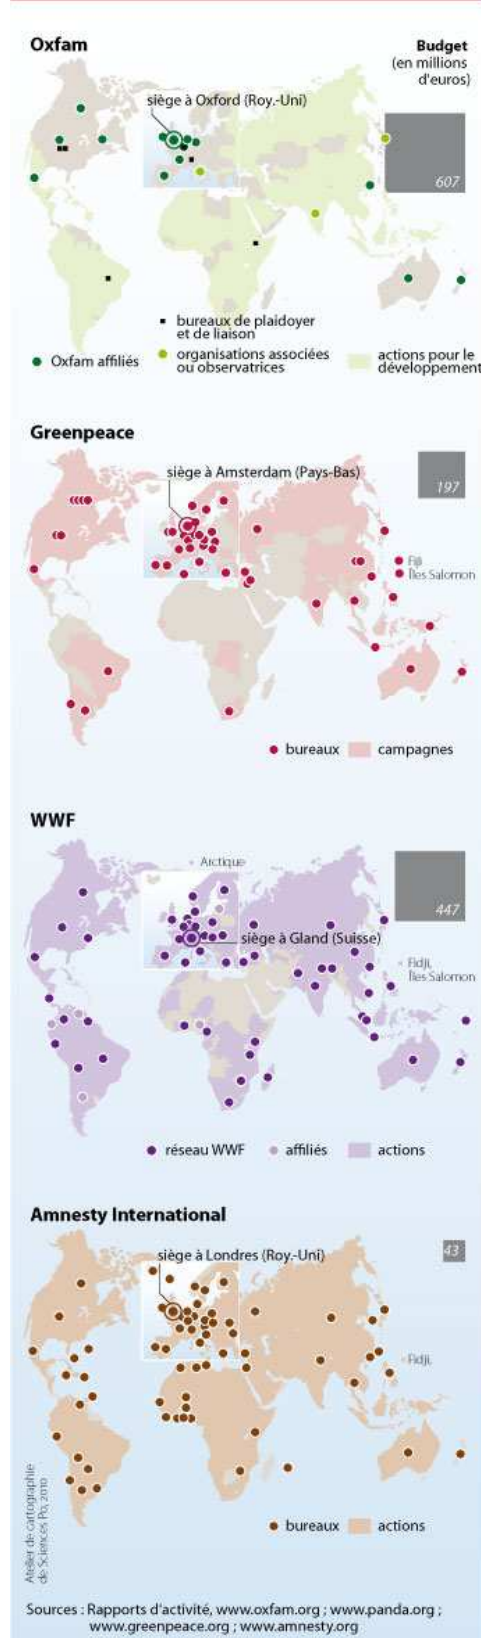 Oxfam
Budget
(en millions
d'euros)
siège à Oxford (Roy.-Uni)
607
bureaux de plaidoyer
et de liaison
Oxfam affiliés
organisations associées
ou observatrices
actions pour le
développement
Greenpeace
siège à Amsterdam (Pays-Bas)
197
Fiji
Îles Salomon
bureaux
campagnes
WWF
Arctique
447
siège à Gland (Suisse)
Fidji,
Îles Salomon
réseau WWF
affiliés
actions
Amnesty International
43
siège à Londres (Roy.-Uni)
Fidji,
bureaux
actions
Atelier de cartographie
de Sciences Po, 2010
Sources : Rapports d'activité, www.oxfam.org ; www.panda.org ;
www.greenpeace.org ; www.amnesty.org